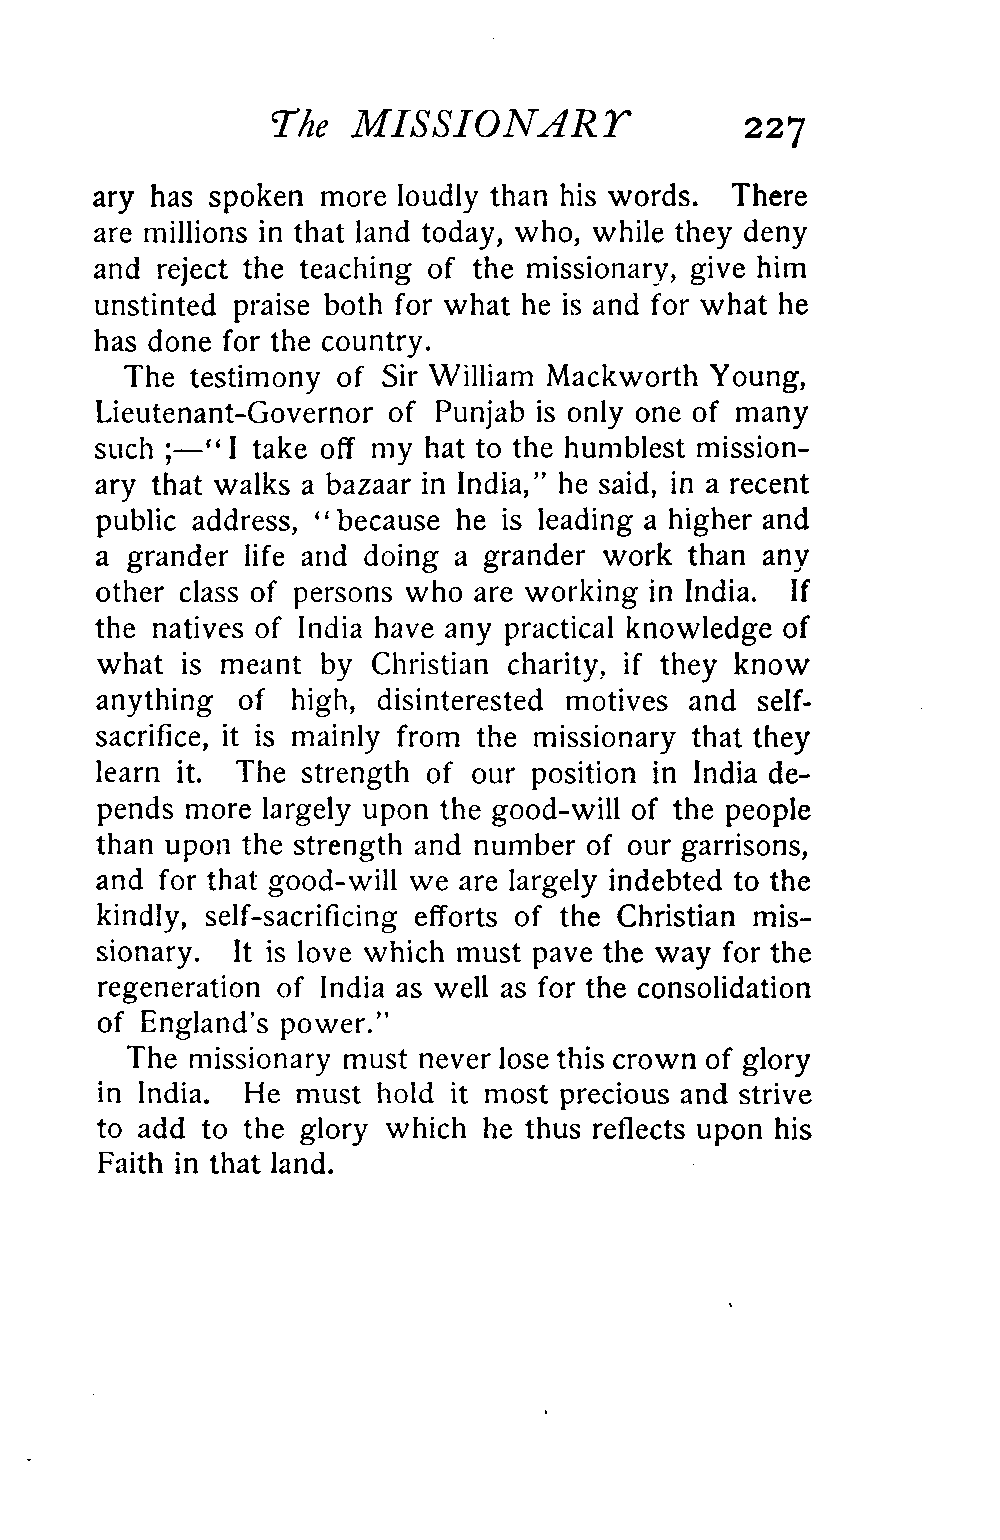 The MISSIONARY 227
ary has spoken more loudly than his words. There
are millions in that land today, who, while they deny
and reject the teaching of the missionary, give him
unstinted praise both for what he is and for what he
has done for the country.
The testimony of Sir William Mackworth Young,
Lieutenant-Governor of Punjab is only one of many
such ;—"I take off my hat to the humblest mission-
ary that walks a bazaar in India," he said, in a recent
public address, "because he is leading a higher and
a grander life and doing a grander work than any
other class of persons who are working in India. If
the natives of India have any practical knowledge of
what is meant by Christian charity, if they know
anything of high, disinterested motives and self-
sacrifice, it is mainly from the missionary that they
learn it. The strength of our position in India de-
pends more largely upon the good-will of the people
than upon the strength and number of our garrisons,
and for that good-will we are largely indebted to the
kindly, self-sacrificing efforts of the Christian mis-
sionary. It is love which must pave the way for the
regeneration of India as well as for the consolidation
of England's power."
The missionary must never lose this crown of glory
in India. He must hold it most precious and strive
to add to the glory which he thus reflects upon his
Faith in that land.